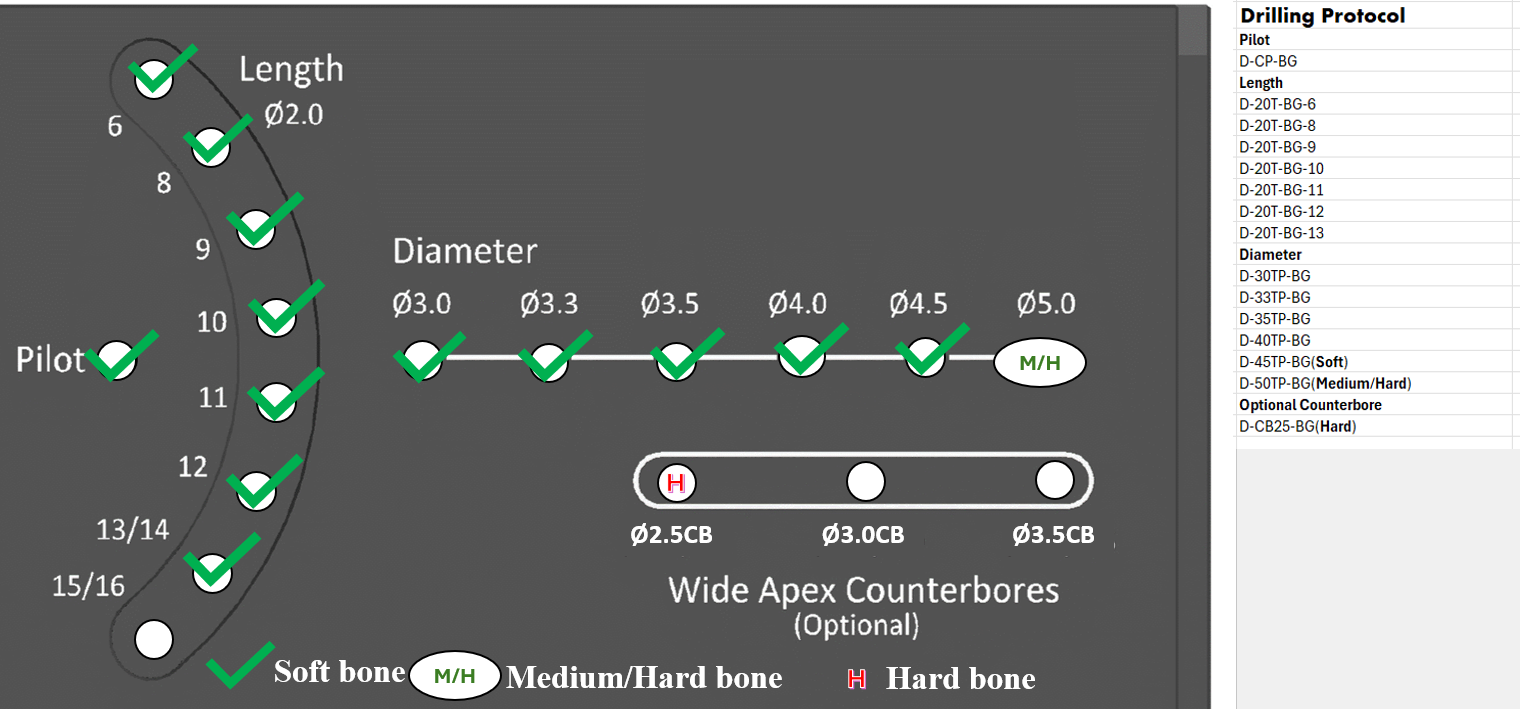 Length
Ø2.0
6
8
9
10
Pilot
11
12
13/14
15/16
Diameter
Ø3.0 Ø3.3 Ø3.5 Ø4.0 Ø4.5 Ø5.0
M/H
H
Ø2.5CB Ø3.0CB Ø3.5CB
Wide Apex Counterbores
(Optional)
Soft bone M/H Medium/Hard bone H Hard bone
Drilling Protocol
Pilot
D-CP-BG
Length
D-20T-BG-6
D-20T-BG-8
D-20T-BG-9
D-20T-BG-10
D-20T-BG-11
D-20T-BG-12
D-20T-BG-13
Diameter
D-30TP-BG
D-33TP-BG
D-35TP-BG
D-40TP-BG
D-45TP-BG(Soft)
D-50TP-BG(Medium/Hard)
Optional Counterbore
D-CB25-BG(Hard)